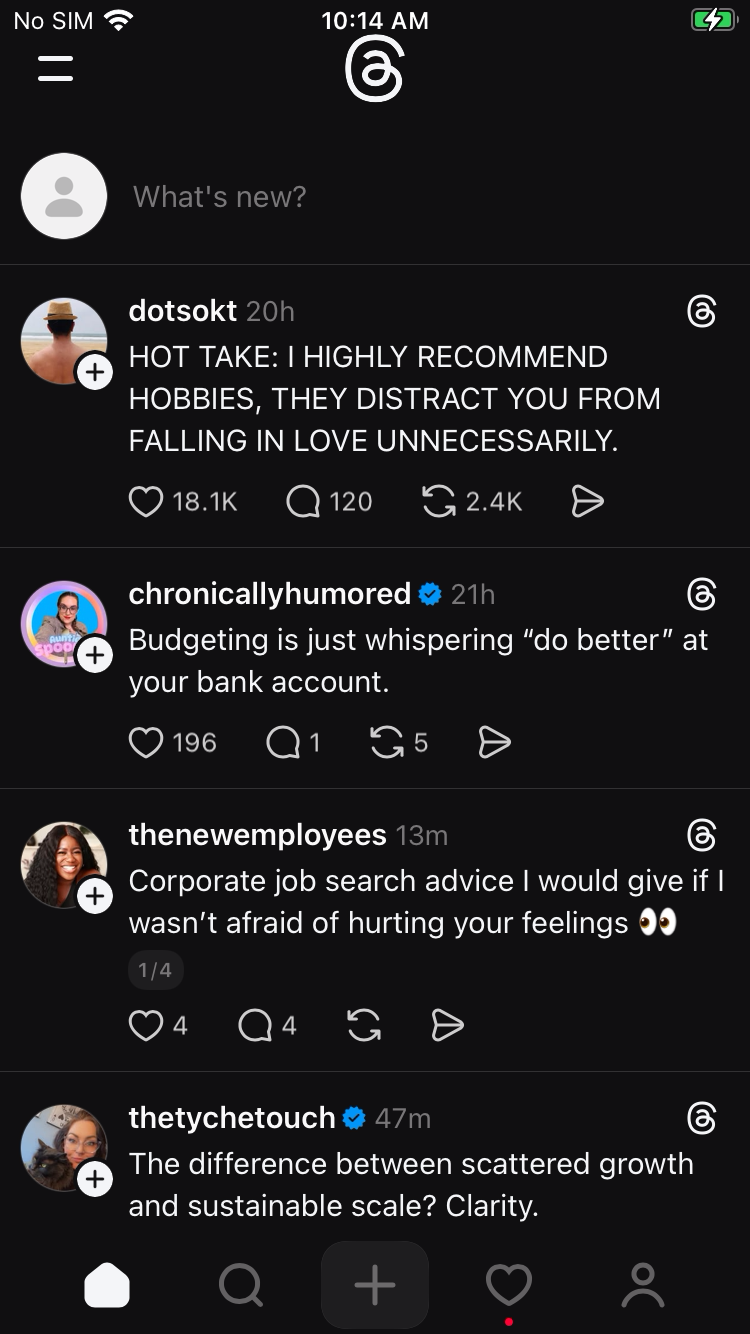 No SIM 10:14 AM
What's new?
dotsokt 20h
HOT TAKE: I HIGHLY RECOMMEND
HOBBIES, THEY DISTRACT YOU FROM
FALLING IN LOVE UNNECESSARILY.
18.1K 120 2.4K
chronicallyhumored 21h
Budgeting is just whispering “do better” at
your bank account.
196 1 5
thenewemployees 13m
Corporate job search advice I would give if I
wasn’t afraid of hurting your feelings 👀
1/4
4 4
thetychetouch 47m
The difference between scattered growth
and sustainable scale? Clarity.